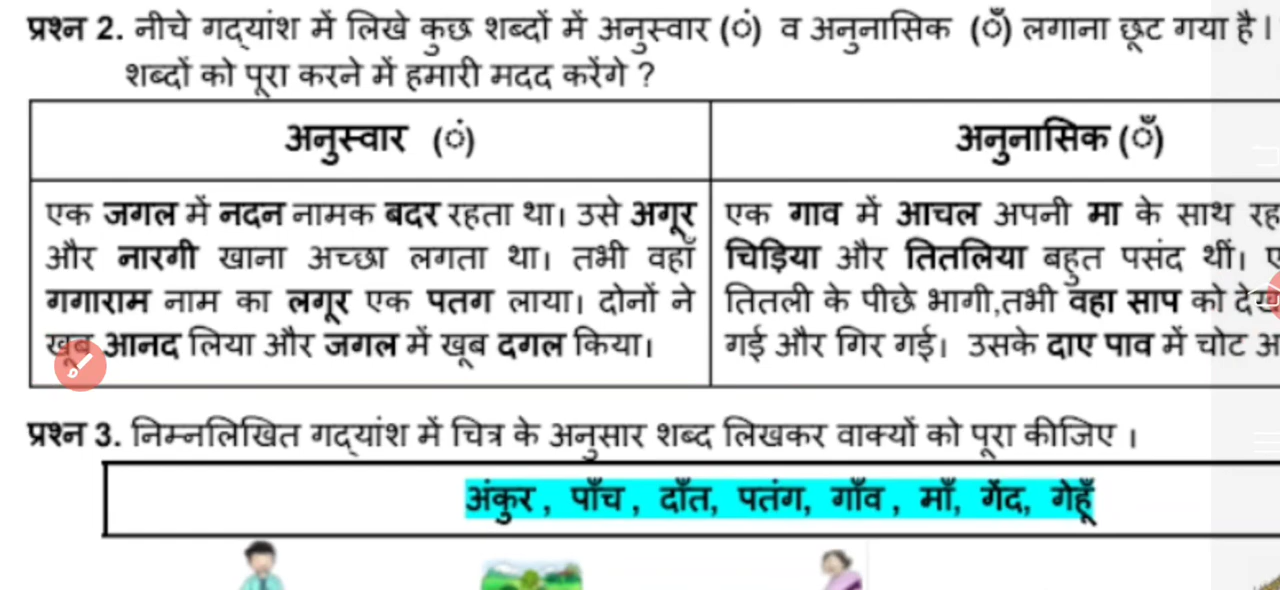 प्रश्न 2. नीचे गद्यांश में लिखे कुछ शब्दों में अनुस्वार (ं) व अनुनासिक (ँ) लगाना छूट गया है।
शब्दों को पूरा करने में हमारी मदद करेंगे ?
अनुस्वार (ं)
एक जगल में नदन नामक बदर रहता था। उसे अगूर
और नारगी खाना अच्छा लगता था। तभी वहाँ
गगाराम नाम का लगूर एक पतग लाया। दोनों ने
खूब आनद लिया और जगल में खूब दगल किया।
अनुनासिक (ँ)
एक गाव में आचल अपनी मा के साथ रह
चिड़िया और तितलिया बहुत पसंद थीं।
तितली के पीछे भागी,तभी वहा साप को
गई और गिर गई। उसके दाए पाव में चोट
प्रश्न 3. निम्नलिखित गद्यांश में चित्र के अनुसार शब्द लिखकर वाक्यों को पूरा कीजिए ।
अंकुर , पाँच , दाँत, पतंग, गाँव , माँ, गेंद, गेहूँ